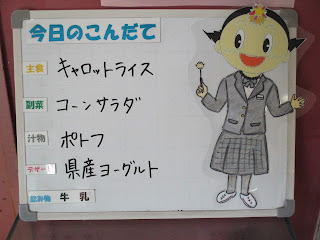 今日のこんだて
主食 キャロットライス
副菜 コーンサラダ
汁物 ポトフ
デザート 県産ヨーグルト
飲み物 牛乳